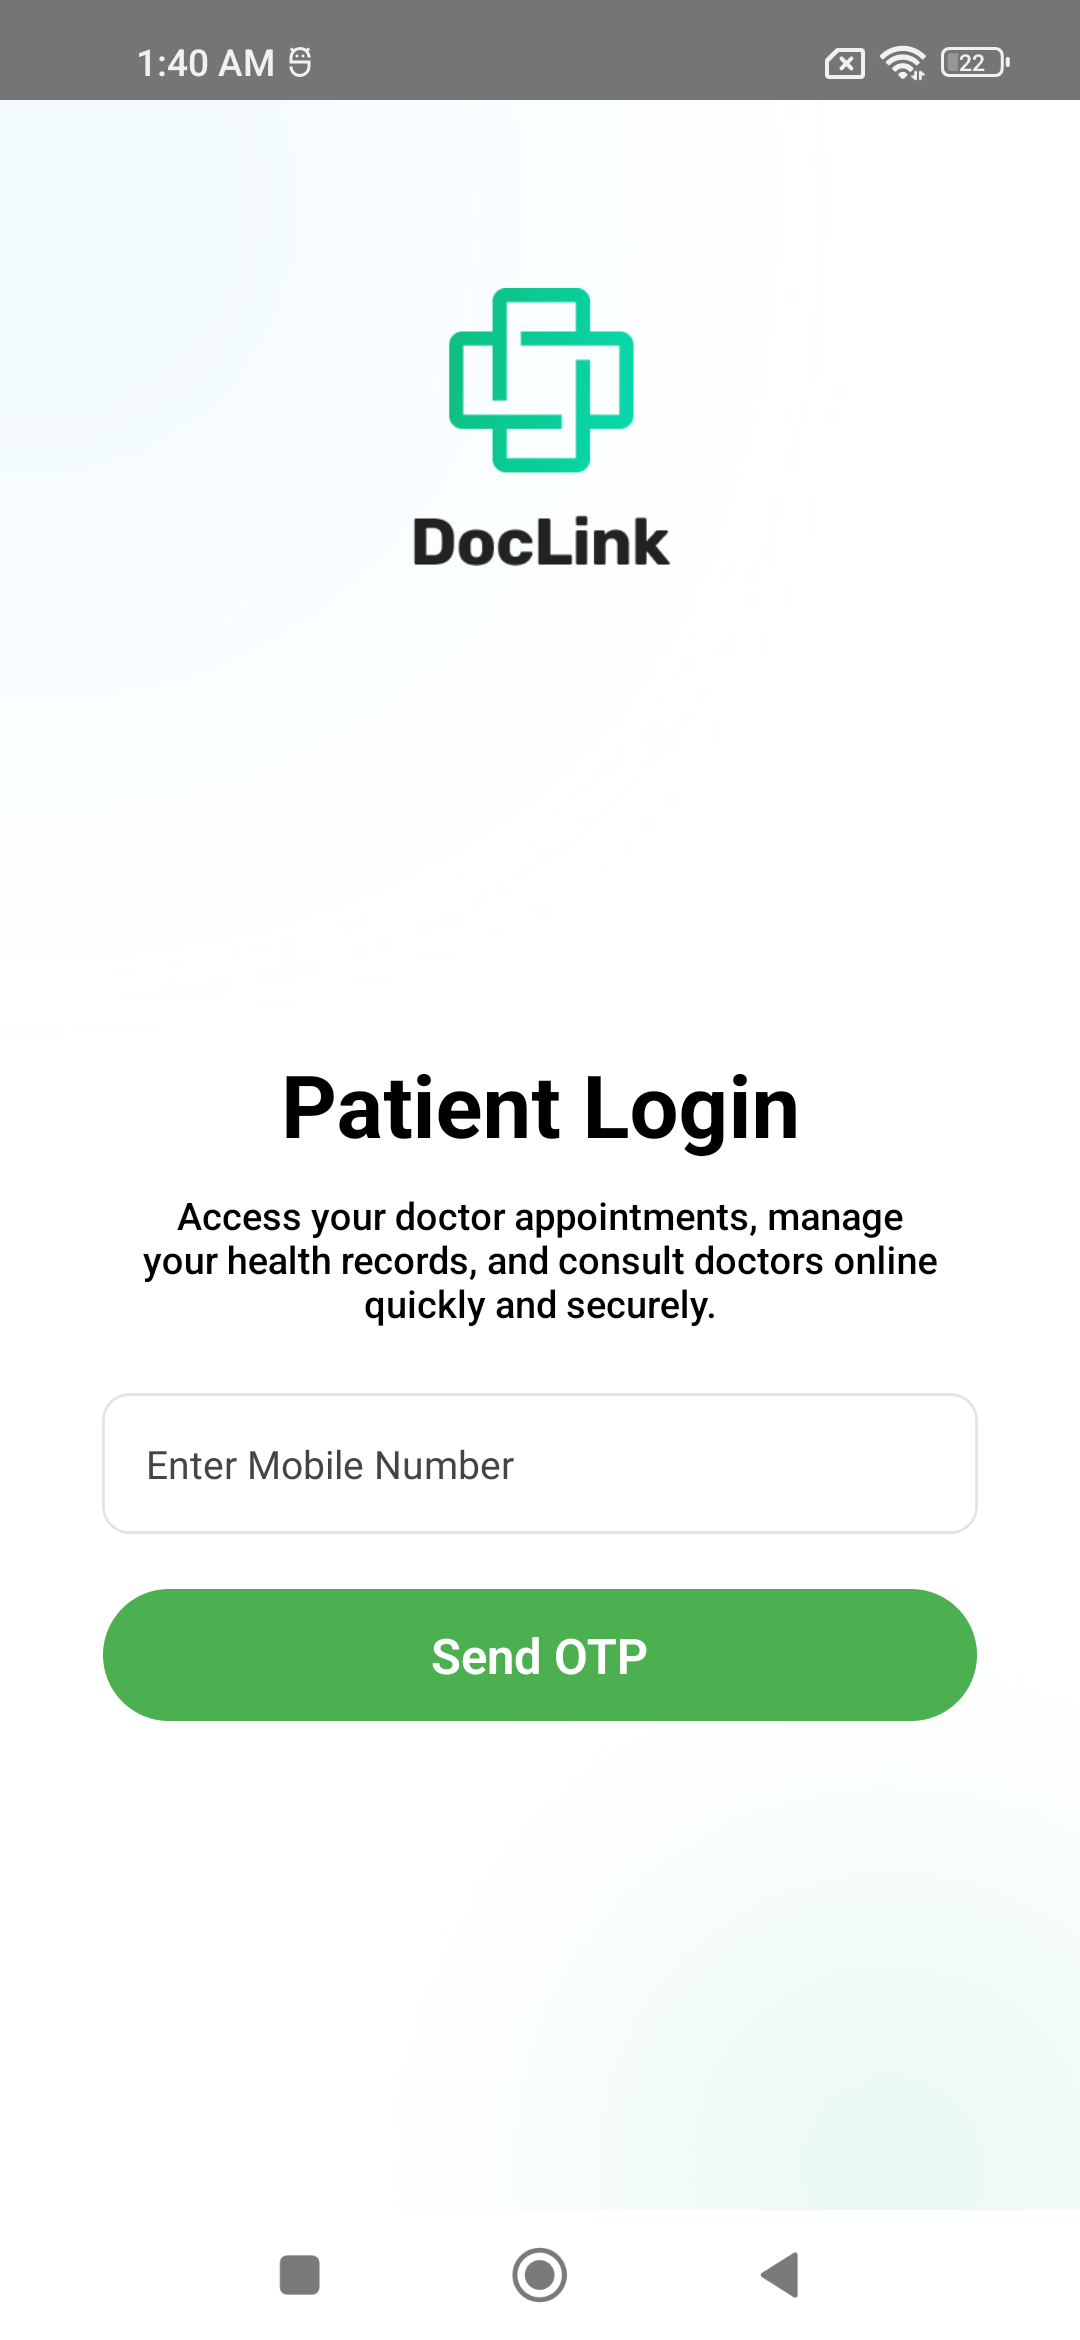 1:40 AM
22
DocLink
Patient Login
Access your doctor appointments, manage
your health records, and consult doctors online
quickly and securely.
Enter Mobile Number
Send OTP